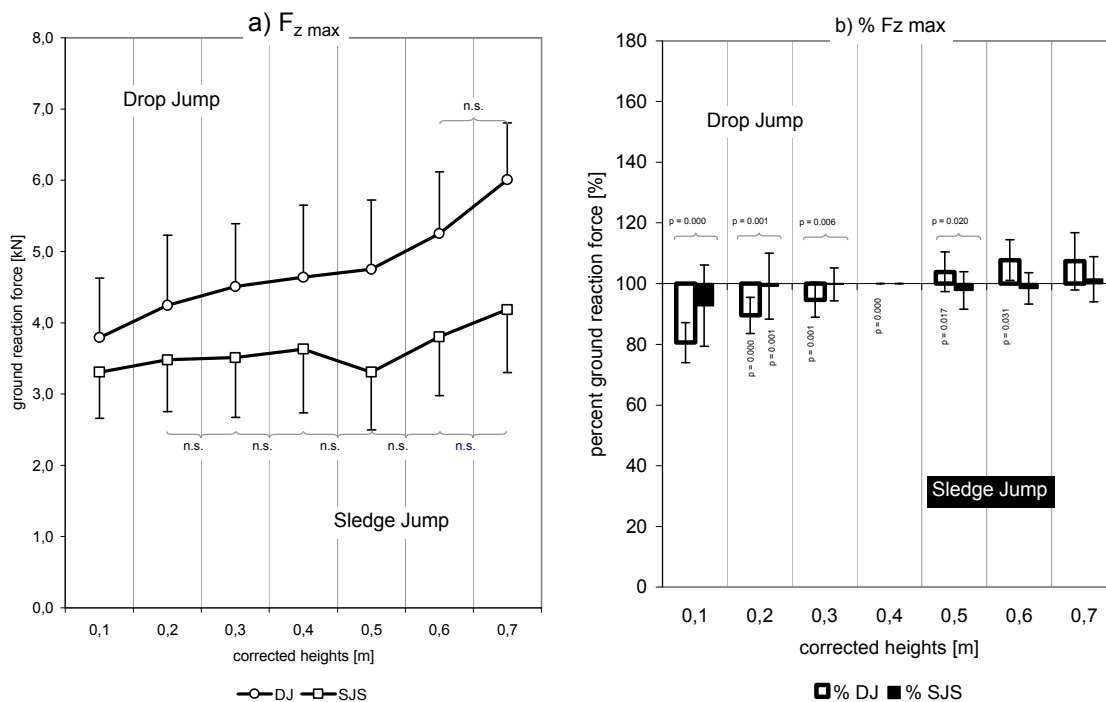 a) Fz max
8,0
7,0
6,0
5,0
4,0
3,0
2,0
1,0
0,0
ground reaction force [kN]
Drop Jump
n.s.
n.s. n.s. n.s. n.s. n.s.
Sledge Jump
0,1 0,2 0,3 0,4 0,5 0,6 0,7
corrected heights [m]
DJ SJS
b) % Fz max
180
160
140
120
100
80
60
40
20
0
percent ground reaction force [%]
Drop Jump
p = 0.000 p = 0.001 p = 0.006 p = 0.020
p = 0.000
p = 0.001
p = 0.001
p = 0.000
p = 0.017
p = 0.031
Sledge Jump
0,1 0,2 0,3 0,4 0,5 0,6 0,7
corrected heights [m]
% DJ % SJS